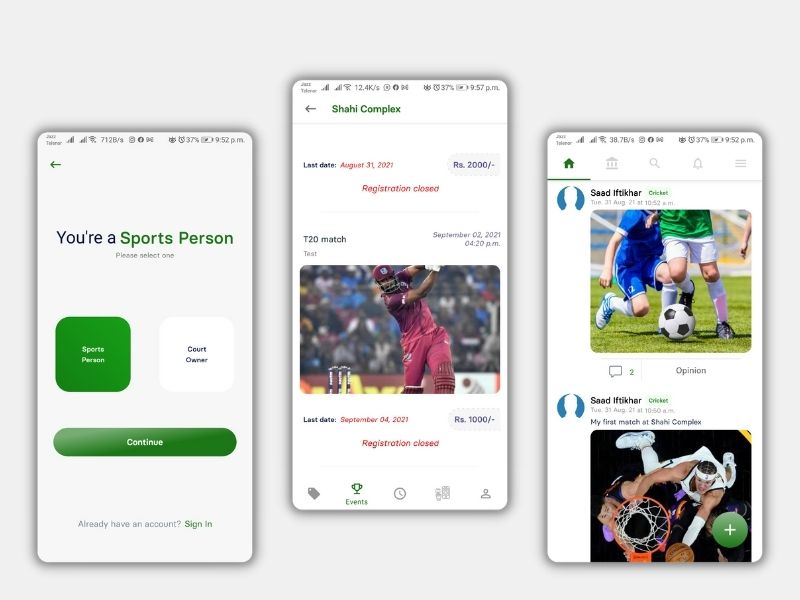 Jazz
Telenor
712B/s
37%
9:52 p.m.
You're a Sports Person
Please select one
Sports
Person
Court
Owner
Continue
Already have an account? Sign In
Jazz
Telenor
12.4K/s
37%
9:57 p.m.
Shahi Complex
Last date: August 31, 2021
Rs. 2000/-
Registration closed
T20 match
September 02, 2021
04:20 p.m.
Test
Last date: September 04, 2021
Rs. 1000/-
Registration closed
Events
Jazz
Telenor
38.7B/s
37%
9:52 p.m.
Saad Iftikhar Cricket
Tue. 31 Aug. 21 at 10:52 a.m.
2
Opinion
Saad Iftikhar Cricket
Tue. 31 Aug. 21 at 10:50 a.m.
My first match at Shahi Complex
+